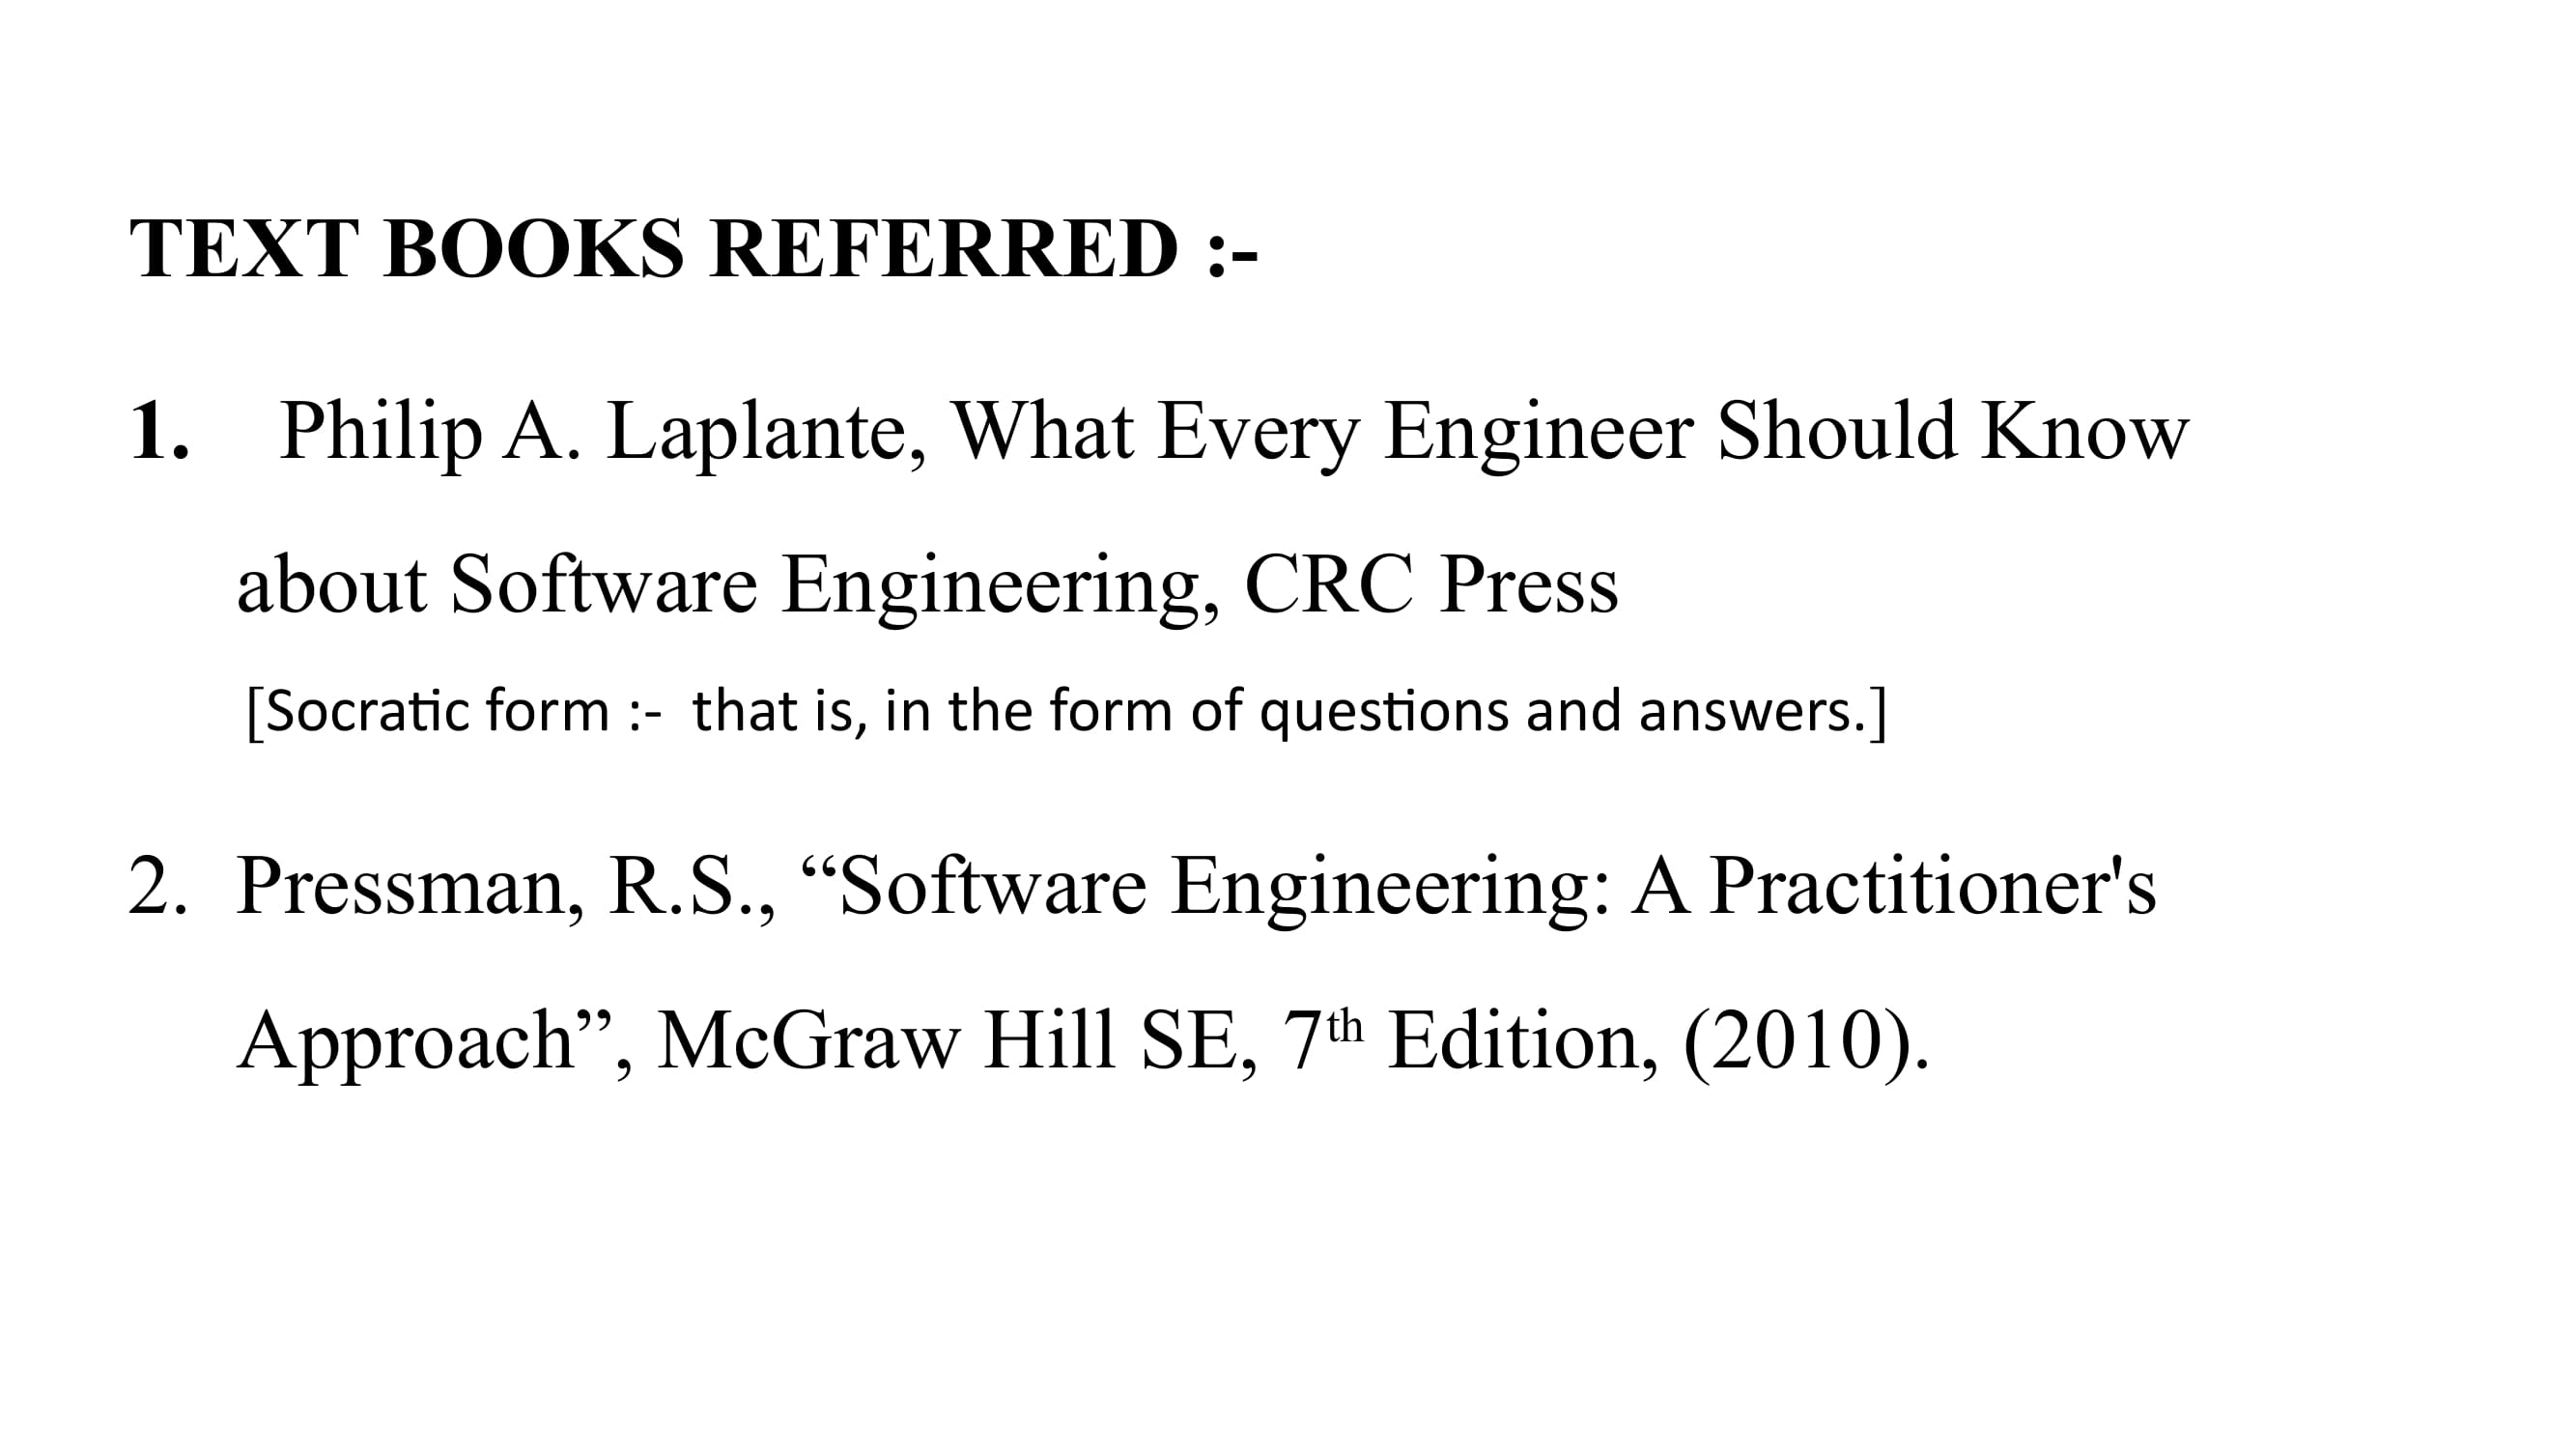 TEXT BOOKS REFERRED :-
1. Philip A. Laplante, What Every Engineer Should Know
about Software Engineering, CRC Press
[Socratic form :- that is, in the form of questions and answers.]
2. Pressman, R.S., “Software Engineering: A Practitioner's
Approach”, McGraw Hill SE, 7th Edition, (2010).